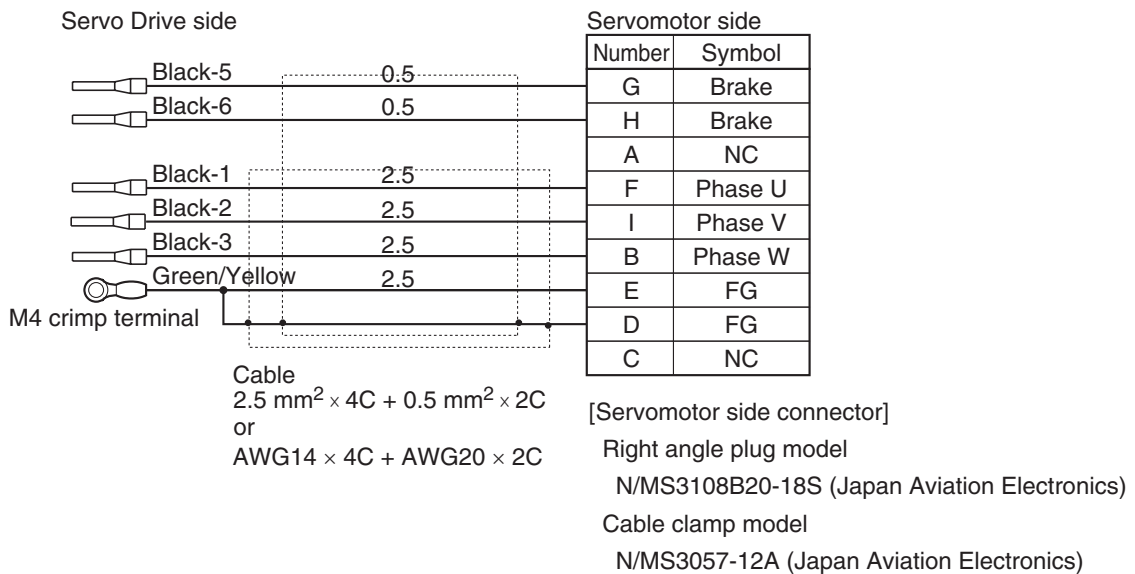 Servo Drive side
Servomotor side
Number Symbol
Black-5 0.5 G Brake
Black-6 0.5 H Brake
A NC
Black-1 2.5 F Phase U
Black-2 2.5 I Phase V
Black-3 2.5 B Phase W
Green/Yellow 2.5 E FG
M4 crimp terminal D FG
C NC
Cable
2.5 mm² × 4C + 0.5 mm² × 2C
or
AWG14 × 4C + AWG20 × 2C
[Servomotor side connector]
Right angle plug model
N/MS3108B20-18S (Japan Aviation Electronics)
Cable clamp model
N/MS3057-12A (Japan Aviation Electronics)